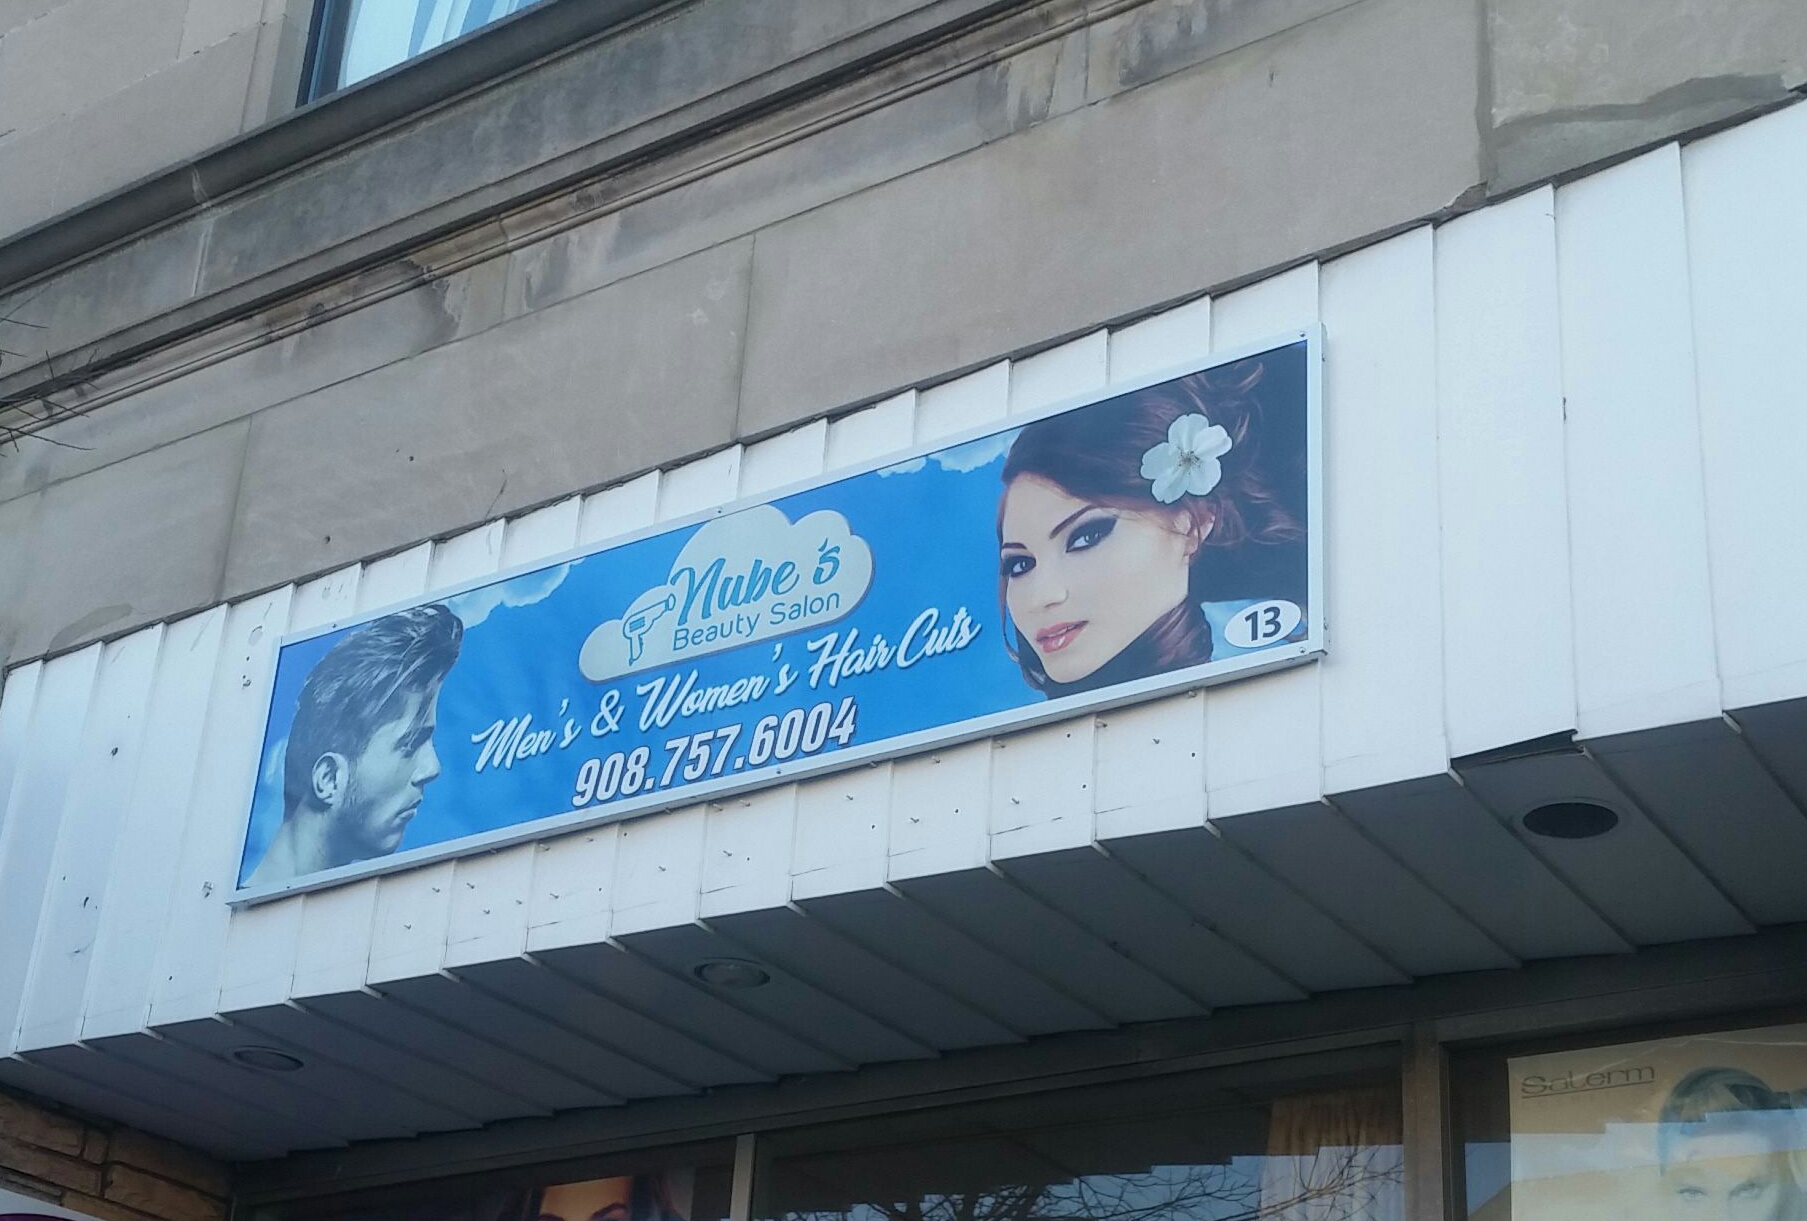 Nube's
Beauty Salon
Men's & Women's Hair Cuts
908.757.6004
13
Salerm